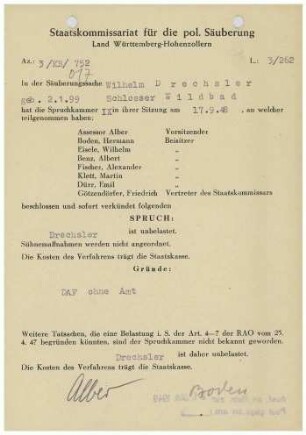 Staatskommissariat für die pol. Säuberung
Land Württemberg-Hohenzollern
Az.: 3/KS/ 752 L: 3/262
017
In der Säuberungssache Wilhelm Drechsler
geb. 2.1.99 Schlosser Wildbad
hat die Spruchkammer IX in ihrer Sitzung am 17.9.48, an welcher
teilgenommen haben:
Assessor Alber Vorsitzender
Boden, Hermann Beisitzer
Eisele, Wilhelm „
Benz, Albert „
Fischer, Alexander „
Klett, Martin „
Dürr, Emil „
Götzendörfer, Friedrich Vertreter des Staatskommissars
beschlossen und sofort verkündet folgenden
SPRUCH:
Drechsler ist unbelastet.
Sühnemaßnahmen werden nicht angeordnet.
Die Kosten des Verfahrens trägt die Staatskasse.
Gründe:
DAF ohne Amt
Weitere Tatsachen, die eine Belastung i. S. der Art. 4–7 der RAO vom 25.
4. 47 begründen könnten, sind der Spruchkammer nicht bekannt geworden.
Drechsler ist daher unbelastet.
Die Kosten des Verfahrens trägt die Staatskasse.
Alber Boden